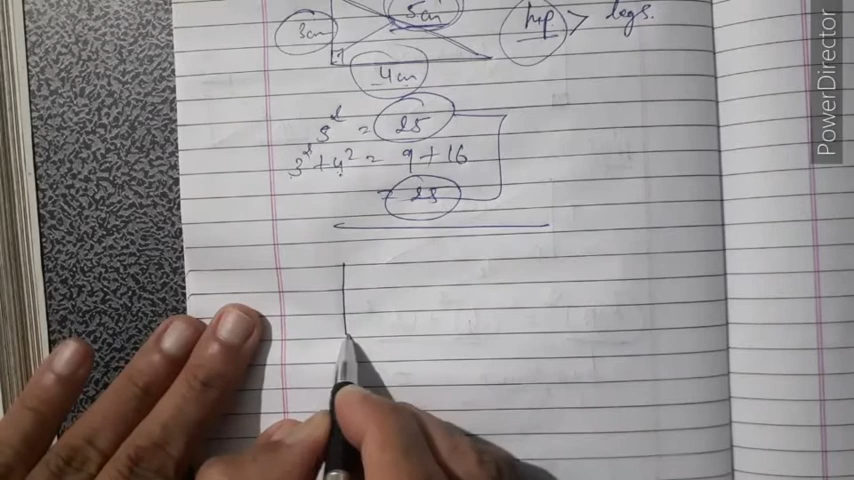 5cm
hyp > legs.
3cm
4cm
5² = 25
3² + 4² = 9 + 16
= 25
PowerDirector